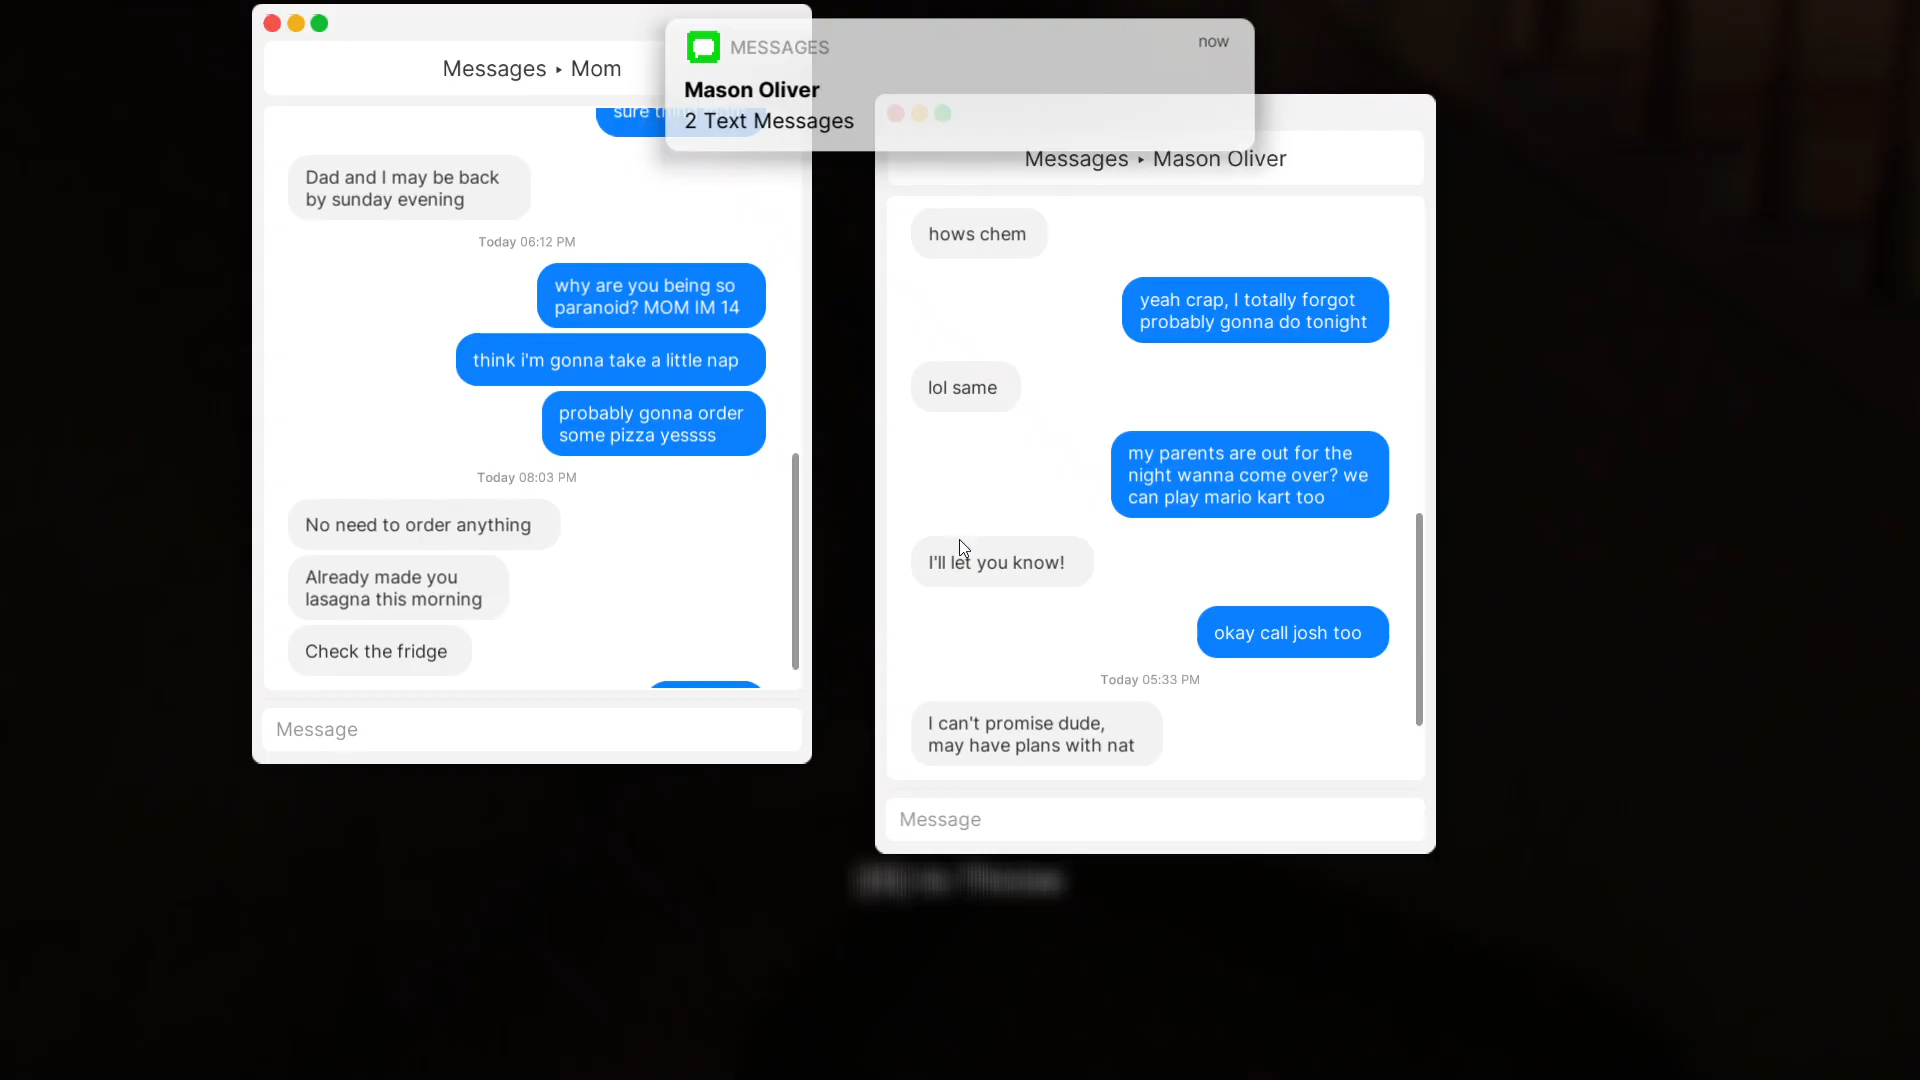 Messages ‣ Mom
Dad and I may be back
by sunday evening
Today 06:12 PM
why are you being so
paranoid? MOM IM 14
think i'm gonna take a little nap
probably gonna order
some pizza yessss
Today 08:03 PM
No need to order anything
Already made you
lasagna this morning
Check the fridge
Message
MESSAGES
now
Mason Oliver
2 Text Messages
Messages ‣ Mason Oliver
hows chem
yeah crap, I totally forgot
probably gonna do tonight
lol same
my parents are out for the
night wanna come over? we
can play mario kart too
I'll let you know!
okay call josh too
Today 05:33 PM
I can't promise dude,
may have plans with nat
Message